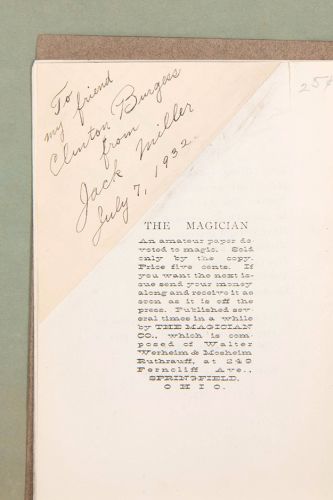 To
my friend
Clinton Burgess
from
Jack Miller
July 7, 1932.
25¢
THE MAGICIAN
An amateur paper de-
voted to magic. Sold
only by the copy.
Price five cents. If
you want the next is-
sue send your money
along and receive it as
soon as it is off the
press. Published sev-
eral times in a while
by THE MAGICIAN
CO., which is com-
posed of Walter
Werheim & Mosheim
Ruthrauff, at 249
Ferncliff Ave.,
SPRINGFIELD,
OHIO.